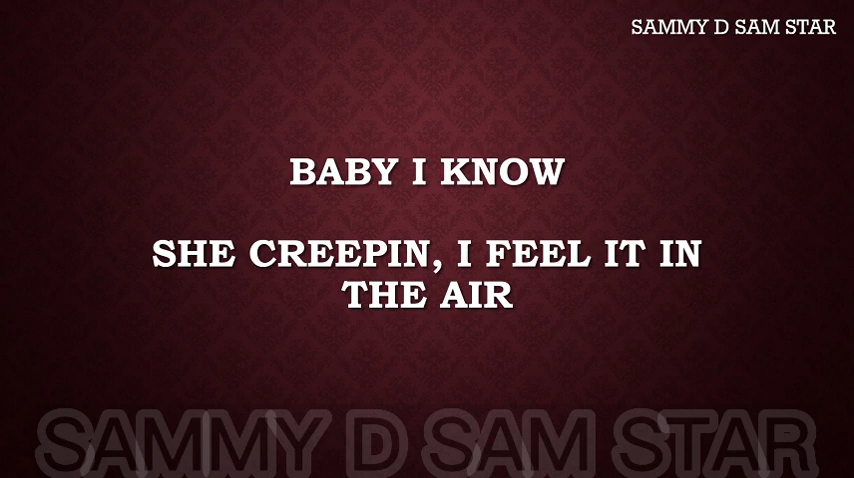 SAMMY D SAM STAR
BABY I KNOW
SHE CREEPIN, I FEEL IT IN
THE AIR
SAMMY D SAM STAR